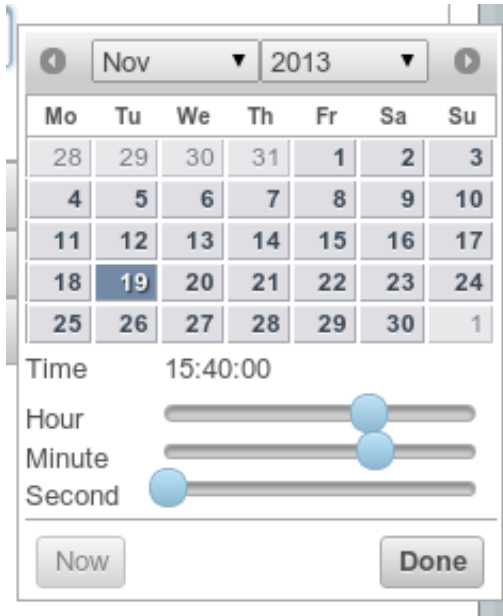 Nov 2013
Mo Tu We Th Fr Sa Su
28 29 30 31 1 2 3
4 5 6 7 8 9 10
11 12 13 14 15 16 17
18 19 20 21 22 23 24
25 26 27 28 29 30 1
Time 15:40:00
Hour
Minute
Second
Now Done